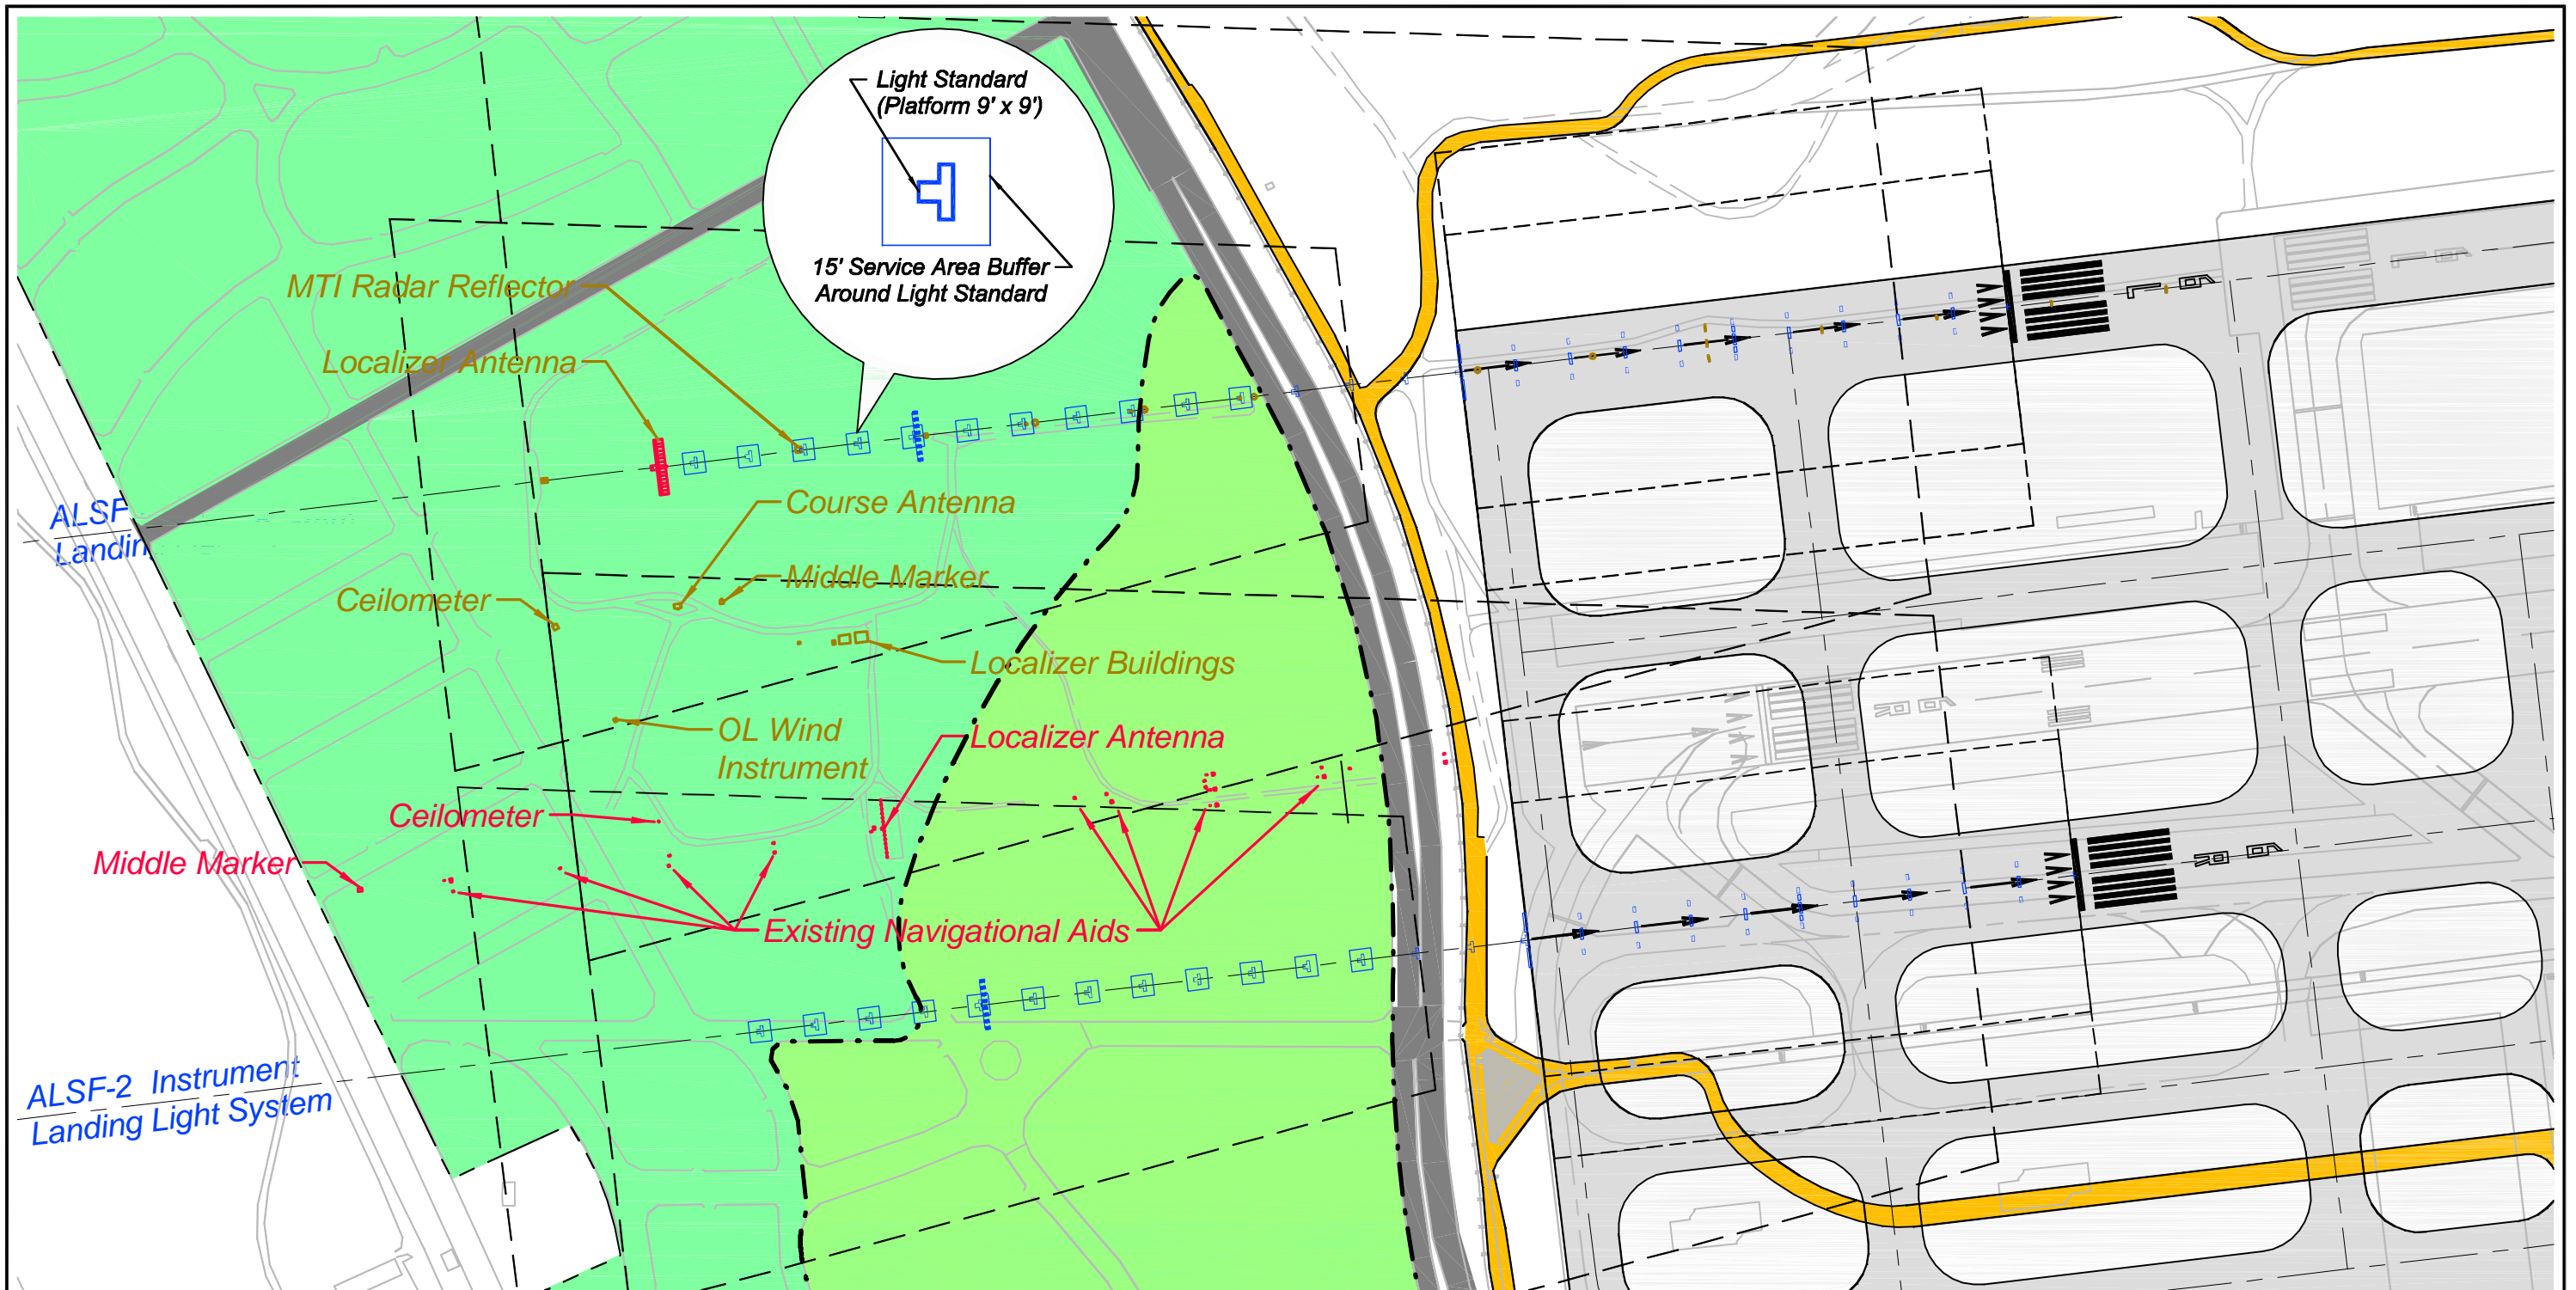 Light Standard
(Platform 9' x 9')
15' Service Area Buffer
Around Light Standard
MTI Radar Reflector
Localizer Antenna
ALSF
Landin
Course Antenna
Middle Marker
Ceilometer
Localizer Buildings
OL Wind
Instrument
Localizer Antenna
Ceilometer
Middle Marker
Existing Navigational Aids
ALSF-2 Instrument
Landing Light System